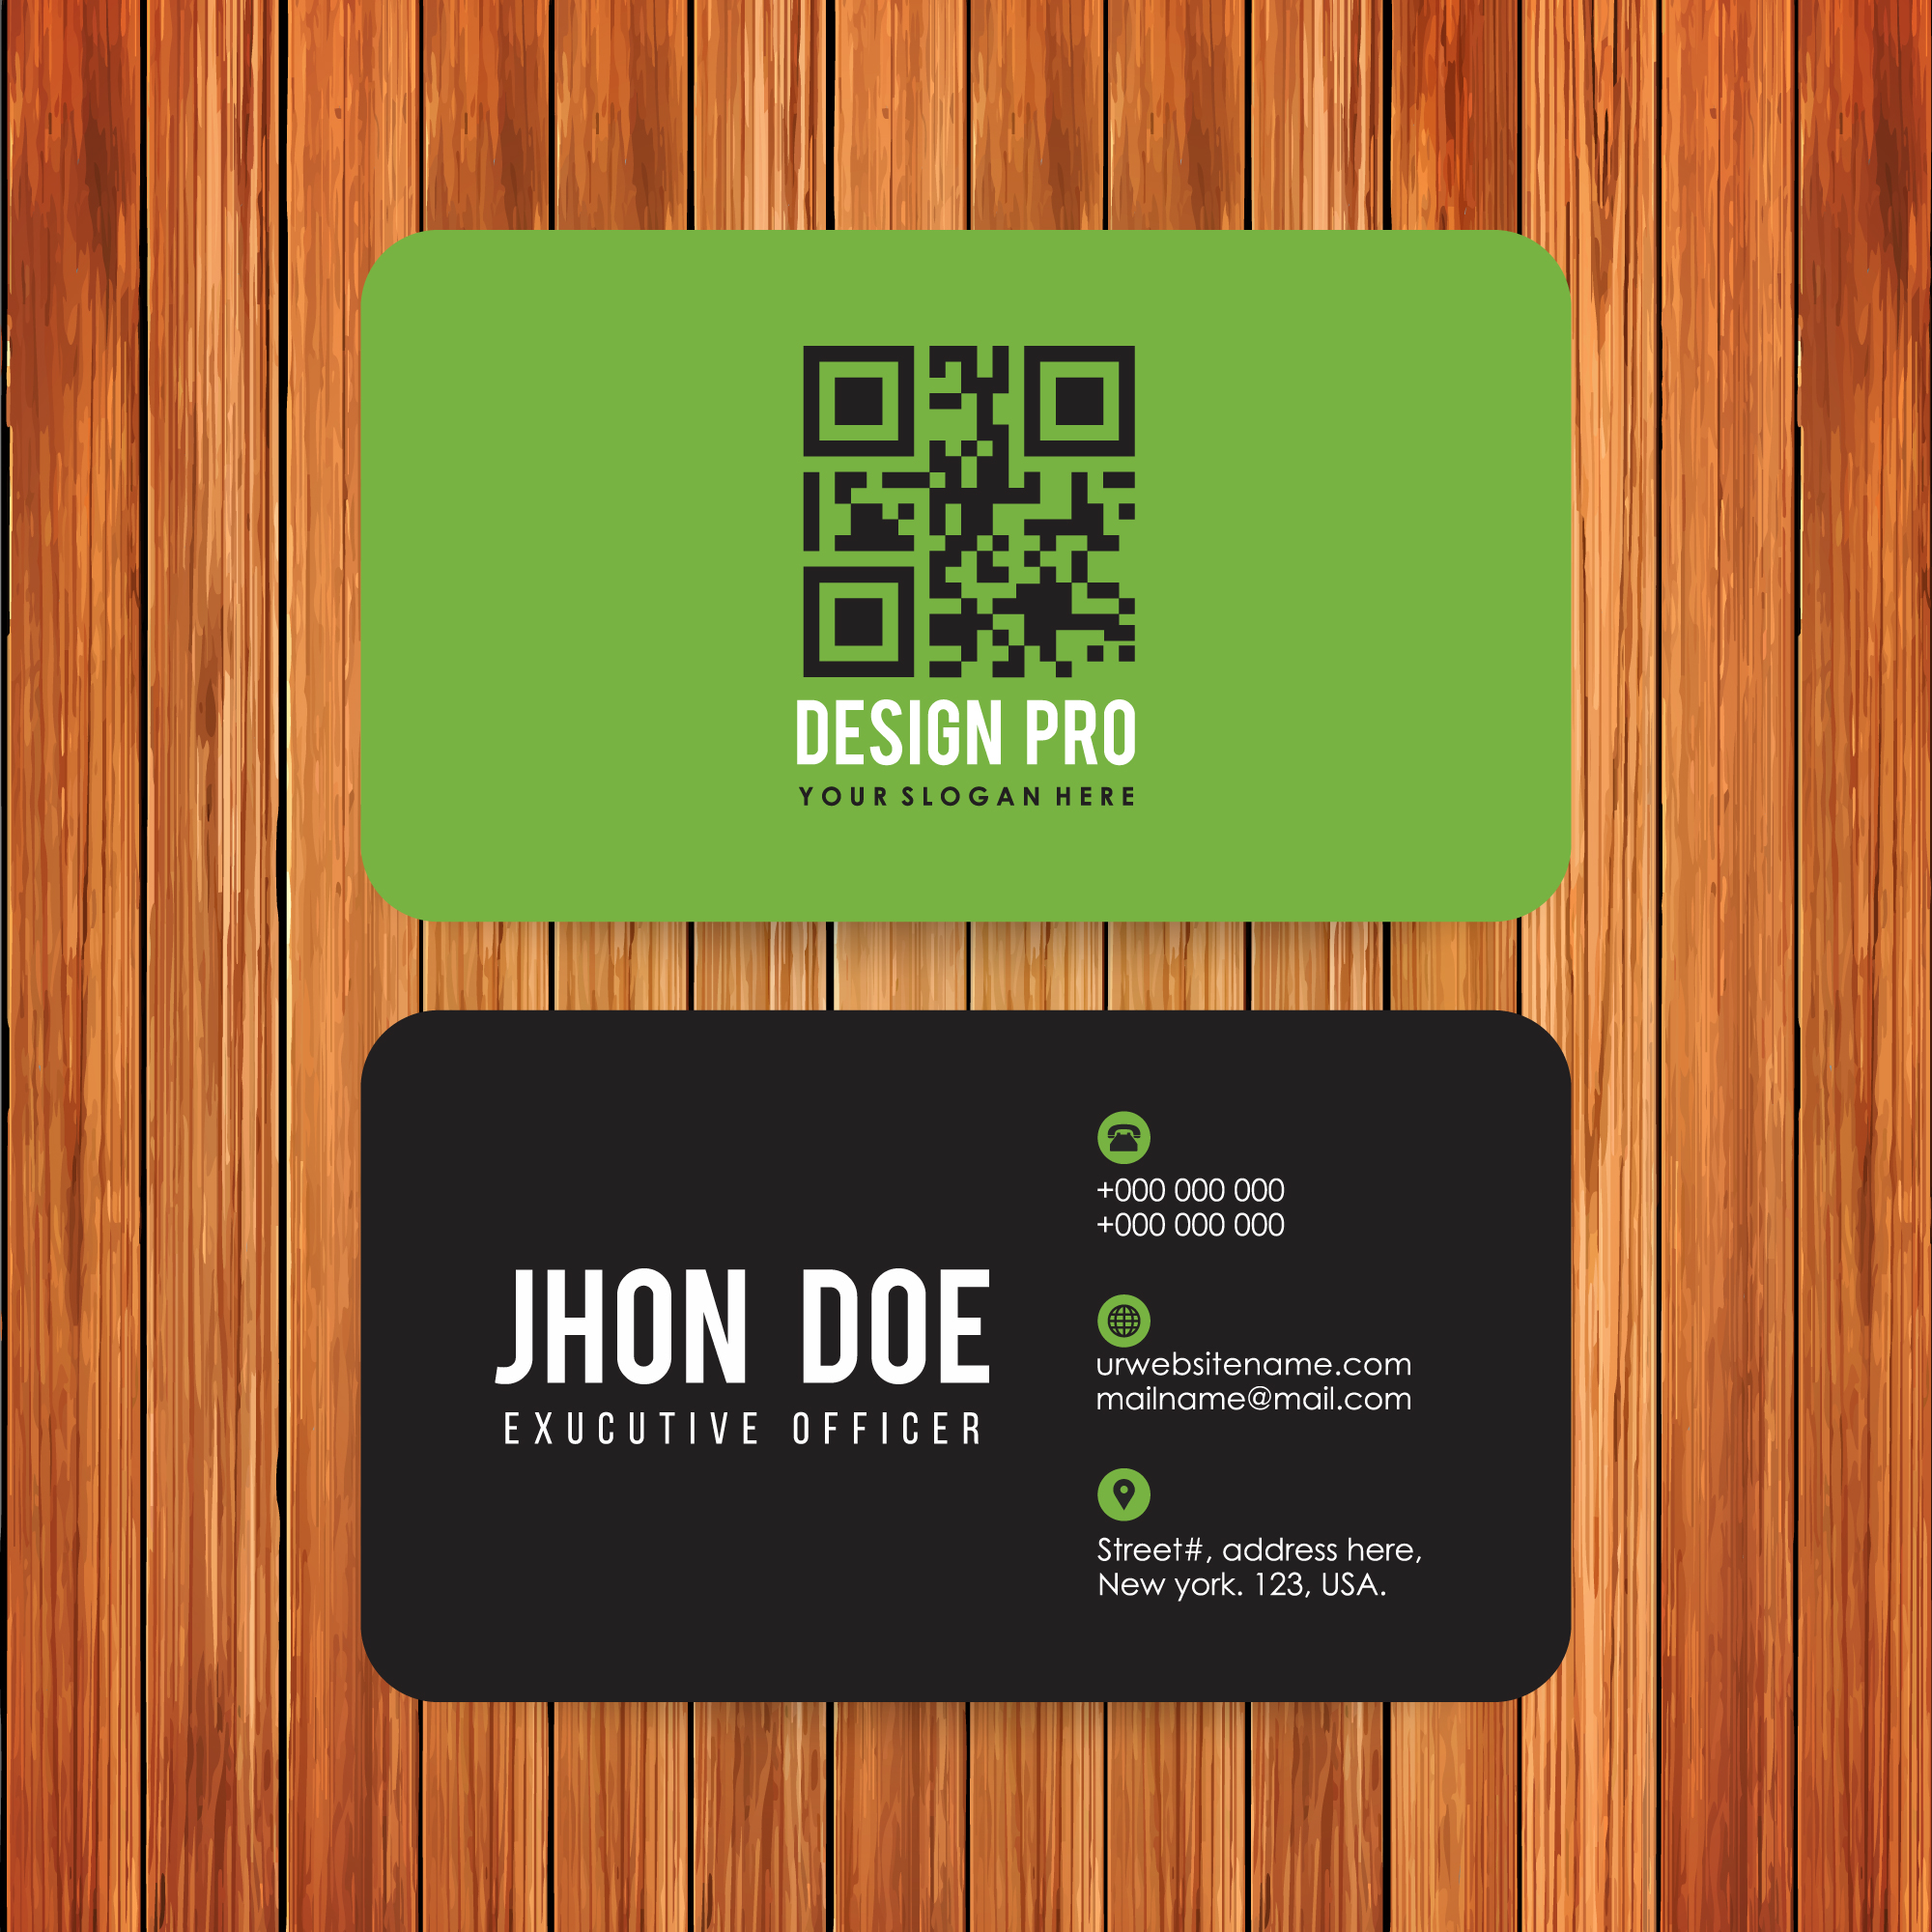 DESIGN PRO
YOUR SLOGAN HERE
JHON DOE
EXUCUTIVE OFFICER
+000 000 000
+000 000 000
urwebsitename.com
mailname@mail.com
Street#, address here,
New york. 123, USA.